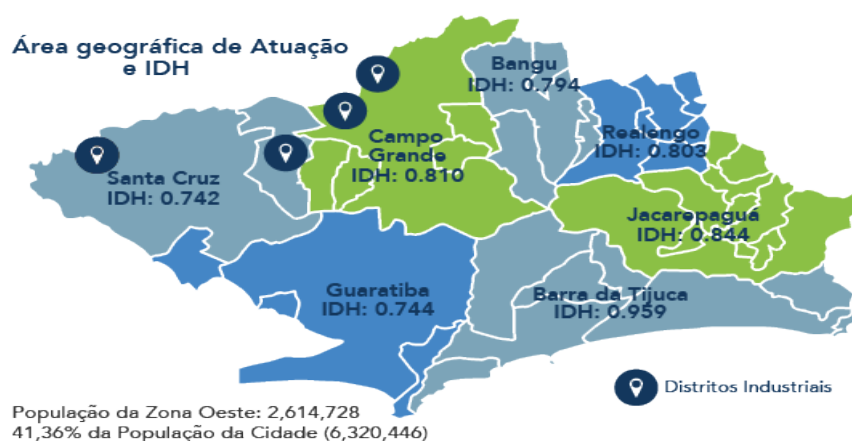 Área geográfica de Atuação
e IDH
Bangu
IDH: 0.794
Realengo
IDH: 0.803
Campo
Grande
IDH: 0.810
Santa Cruz
IDH: 0.742
Jacarepaguá
IDH: 0.844
Guaratiba
IDH: 0.744
Barra da Tijuca
IDH: 0.959
Distritos Industriais
População da Zona Oeste: 2,614,728
41,36% da População da Cidade (6,320,446)